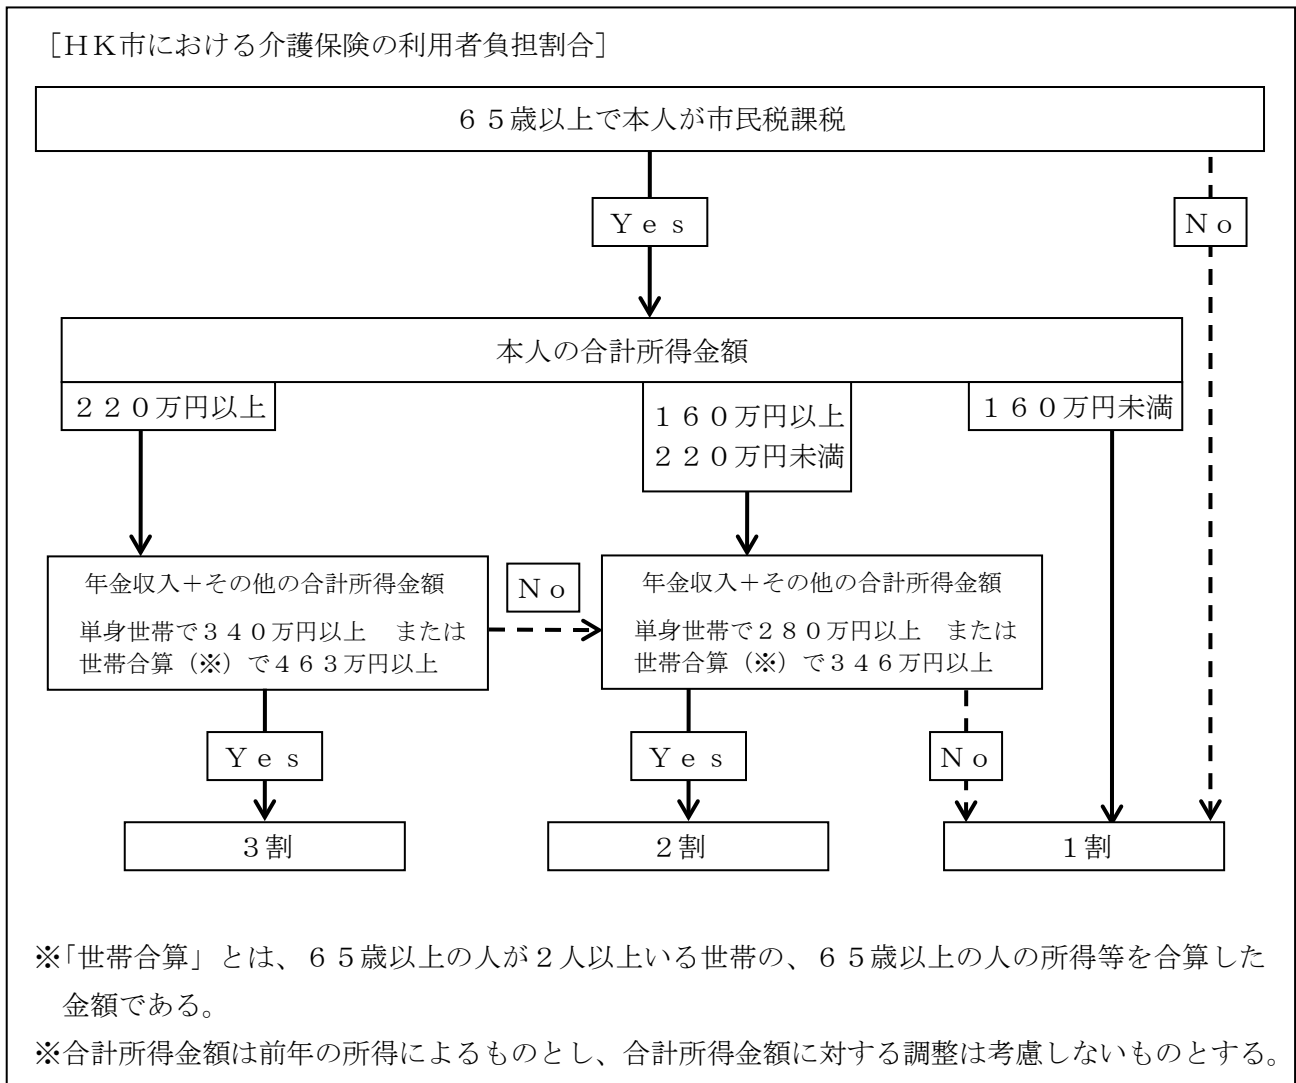 ［ＨＫ市における介護保険の利用者負担割合］
６５歳以上で本人が市民税課税
Ｙｅｓ
Ｎｏ
本人の合計所得金額
２２０万円以上
１６０万円以上
２２０万円未満
１６０万円未満
年金収入＋その他の合計所得金額
単身世帯で３４０万円以上　または
世帯合算（※）で４６３万円以上
Ｎｏ
年金収入＋その他の合計所得金額
単身世帯で２８０万円以上　または
世帯合算（※）で３４６万円以上
Ｙｅｓ
Ｙｅｓ
Ｎｏ
３割
２割
１割
※「世帯合算」とは、６５歳以上の人が２人以上いる世帯の、６５歳以上の人の所得等を合算した
金額である。
※合計所得金額は前年の所得によるものとし、合計所得金額に対する調整は考慮しないものとする。